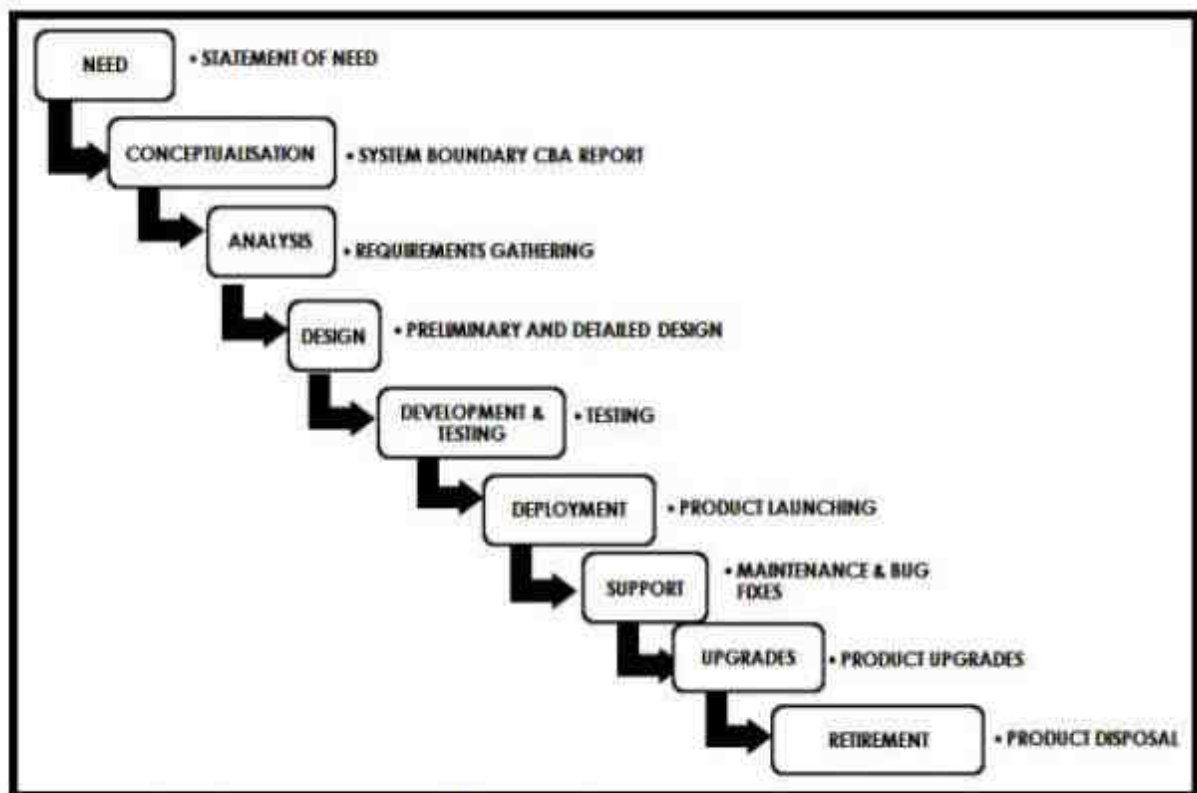 NEED
• STATEMENT OF NEED
CONCEPTUALISATION
• SYSTEM BOUNDARY CBA REPORT
ANALYSIS
• REQUIREMENTS GATHERING
DESIGN
• PRELIMINARY AND DETAILED DESIGN
DEVELOPMENT &
TESTING
• TESTING
DEPLOYMENT
• PRODUCT LAUNCHING
SUPPORT
• MAINTENANCE & BUG
FIXES
UPGRADES
• PRODUCT UPGRADES
RETIREMENT
• PRODUCT DISPOSAL